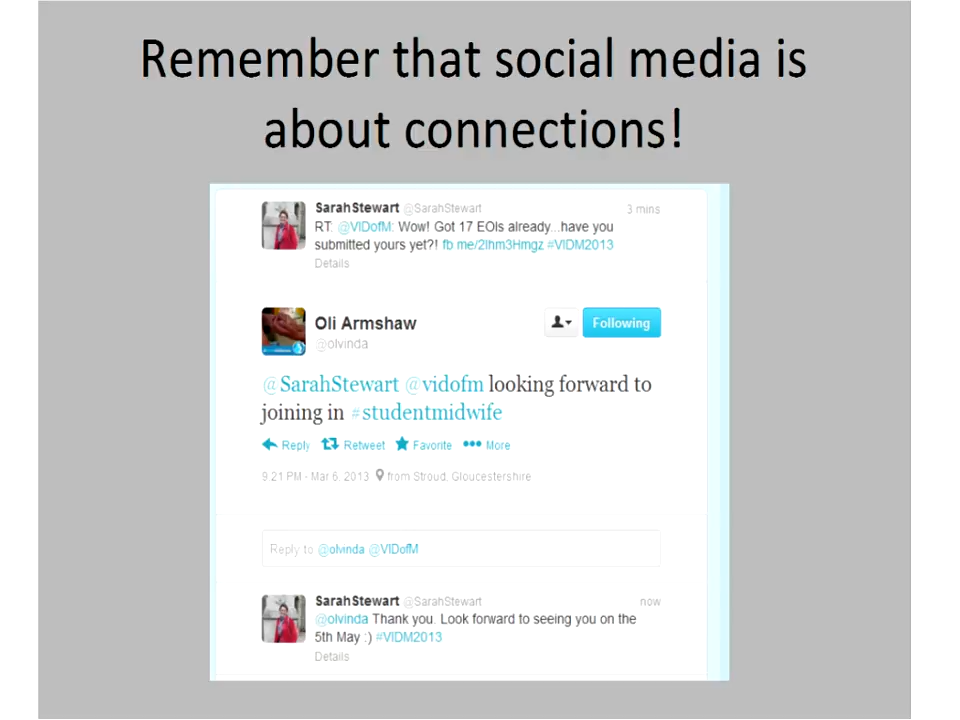 Remember that social media is
about connections!
SarahStewart @SarahStewart 3 mins
RT: @VIDofM: Wow! Got 17 EOIs already...have you
submitted yours yet?! fb.me/2lhm3Hmgz #VIDM2013
Details
Oli Armshaw Following
@olvinda
@SarahStewart @vidofm looking forward to
joining in #studentmidwife
Reply Retweet Favorite More
9:21 PM - Mar 6, 2013 from Stroud, Gloucestershire
Reply to @olvinda @VIDofM
SarahStewart @SarahStewart now
@olvinda Thank you. Look forward to seeing you on the
5th May :) #VIDM2013
Details